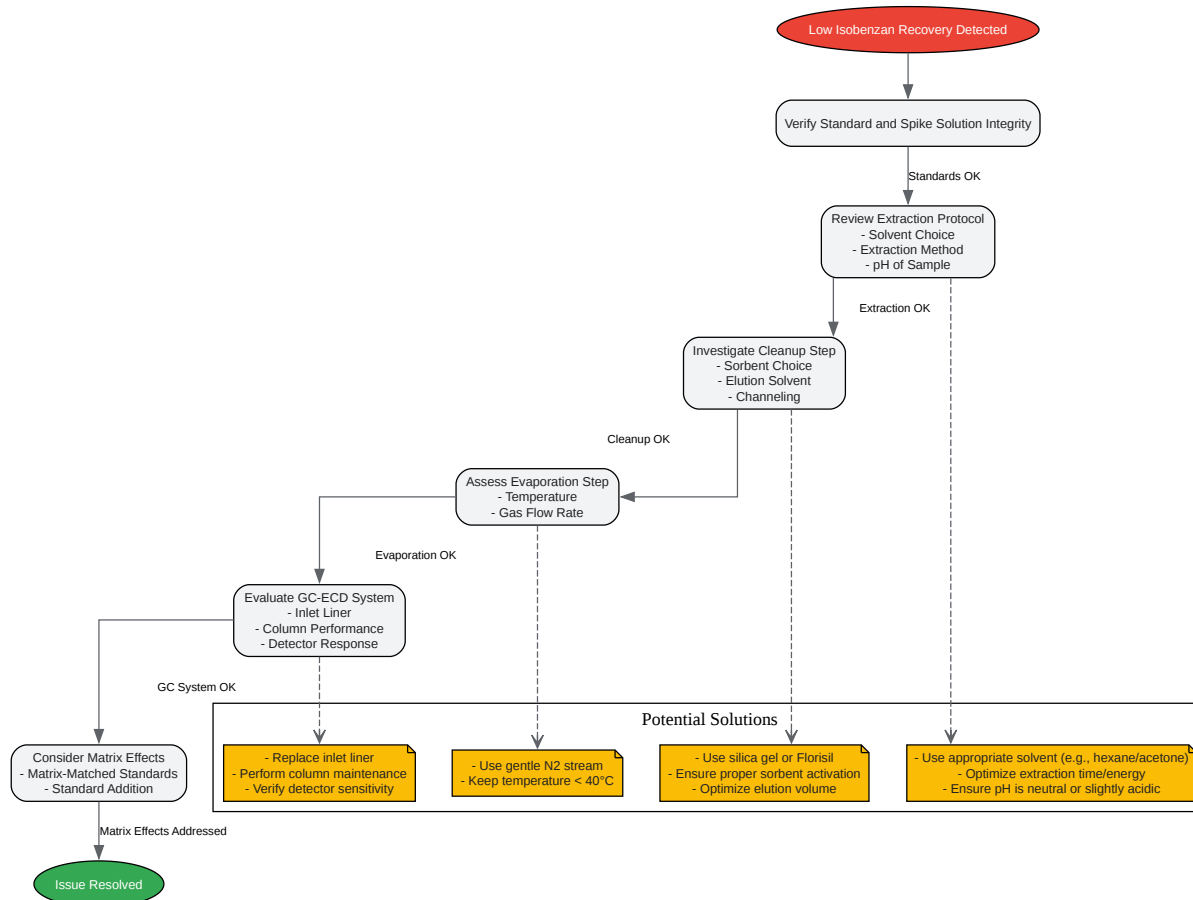 Low Isobenzan Recovery Detected
Verify Standard and Spike Solution Integrity
Standards OK
Review Extraction Protocol
- Solvent Choice
- Extraction Method
- pH of Sample
Extraction OK
Investigate Cleanup Step
- Sorbent Choice
- Elution Solvent
- Channeling
Cleanup OK
Assess Evaporation Step
- Temperature
- Gas Flow Rate
Evaporation OK
Evaluate GC-ECD System
- Inlet Liner
- Column Performance
- Detector Response
GC System OK
Consider Matrix Effects
- Matrix-Matched Standards
- Standard Addition
Matrix Effects Addressed
Issue Resolved
Potential Solutions
- Replace inlet liner
- Perform column maintenance
- Verify detector sensitivity
- Use gentle N2 stream
- Keep temperature < 40°C
- Use silica gel or Florisil
- Ensure proper sorbent activation
- Optimize elution volume
- Use appropriate solvent (e.g., hexane/acetone)
- Optimize extraction time/energy
- Ensure pH is neutral or slightly acidic